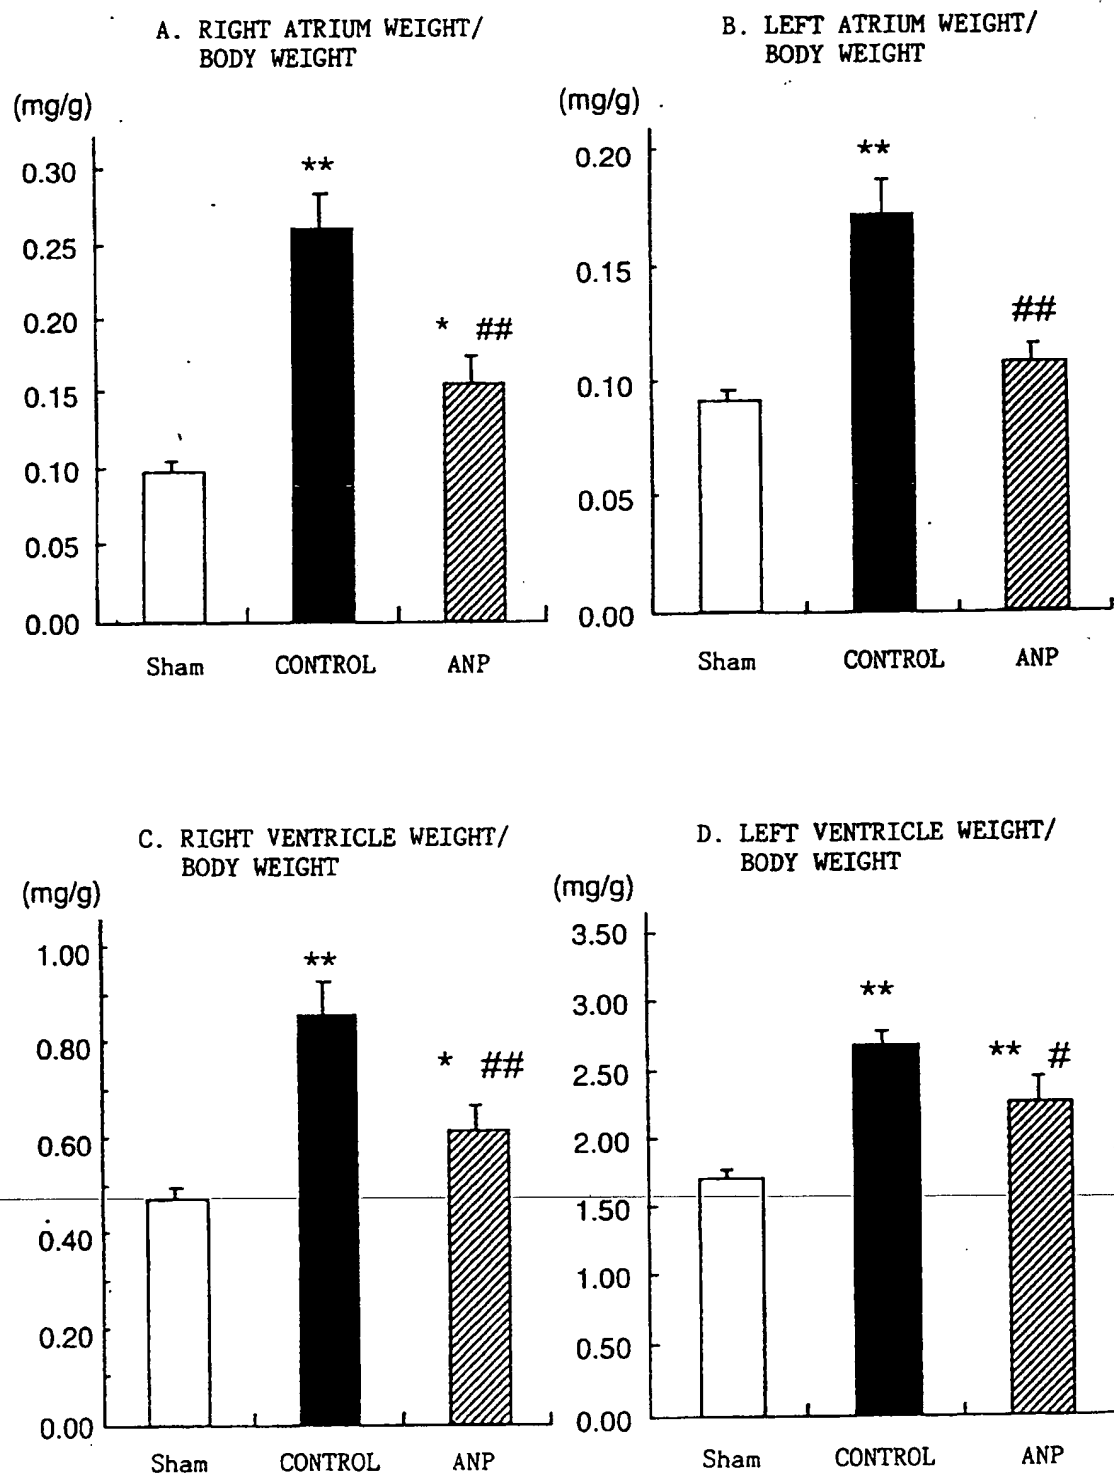 A. RIGHT ATRIUM WEIGHT/
BODY WEIGHT
(mg/g)
0.30
0.25
0.20
0.15
0.10
0.05
0.00
**
* ##
Sham CONTROL ANP
B. LEFT ATRIUM WEIGHT/
BODY WEIGHT
(mg/g)
0.20
0.15
0.10
0.05
0.00
**
##
Sham CONTROL ANP
C. RIGHT VENTRICLE WEIGHT/
BODY WEIGHT
(mg/g)
1.00
0.80
0.60
0.40
0.20
0.00
**
* ##
Sham CONTROL ANP
D. LEFT VENTRICLE WEIGHT/
BODY WEIGHT
(mg/g)
3.50
3.00
2.50
2.00
1.50
1.00
0.50
0.00
**
** #
Sham CONTROL ANP